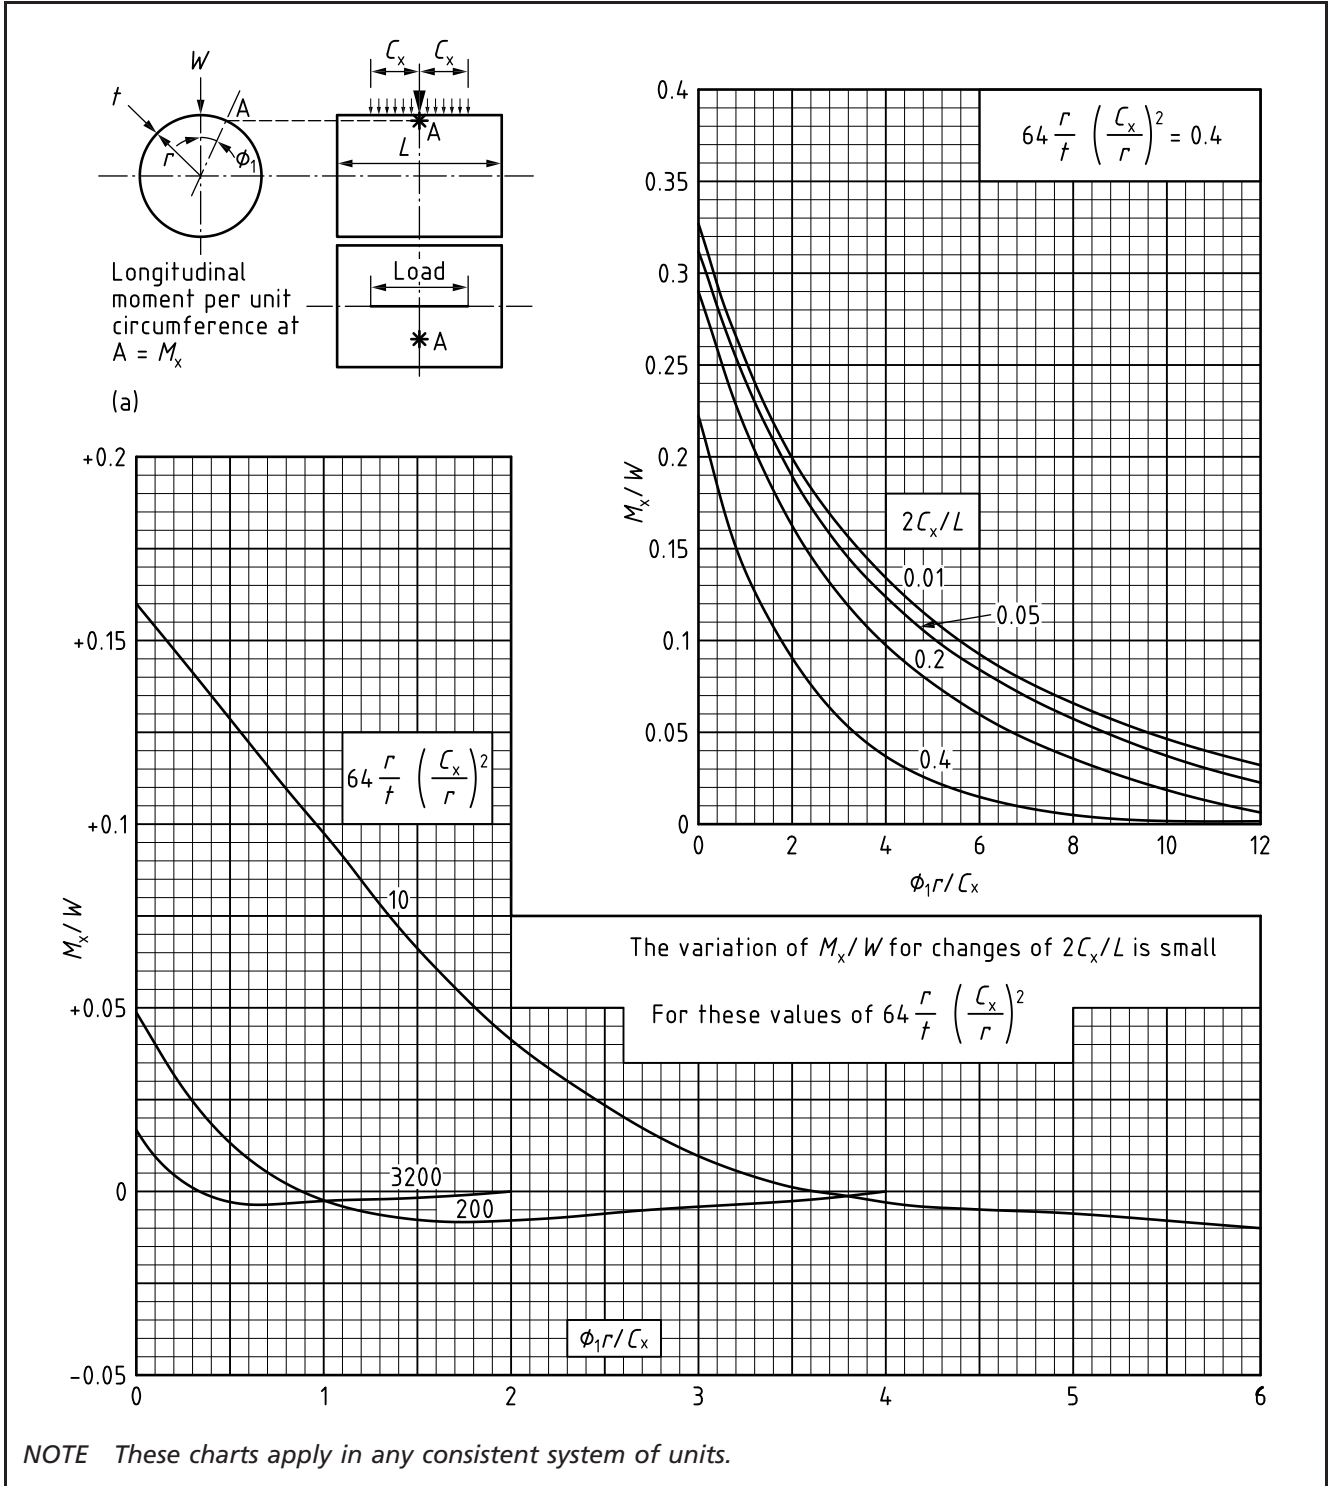 W
t
A
r
ϕ₁
Cₓ Cₓ
A
L
Load
A
Longitudinal
moment per unit
circumference at
A = Mₓ
(a)
0.4
0.35
0.3
0.25
0.2
0.15
0.1
0.05
0
Mₓ/W
64 r/t (Cₓ/r)² = 0.4
2Cₓ/L
0.01
0.05
0.2
0.4
0 2 4 6 8 10 12
ϕ₁r/Cₓ
+0.2
+0.15
+0.1
+0.05
0
-0.05
Mₓ/W
64 r/t (Cₓ/r)²
10
3200
200
The variation of Mₓ/W for changes of 2Cₓ/L is small
For these values of 64 r/t (Cₓ/r)²
ϕ₁r/Cₓ
0 1 2 3 4 5 6
NOTE These charts apply in any consistent system of units.